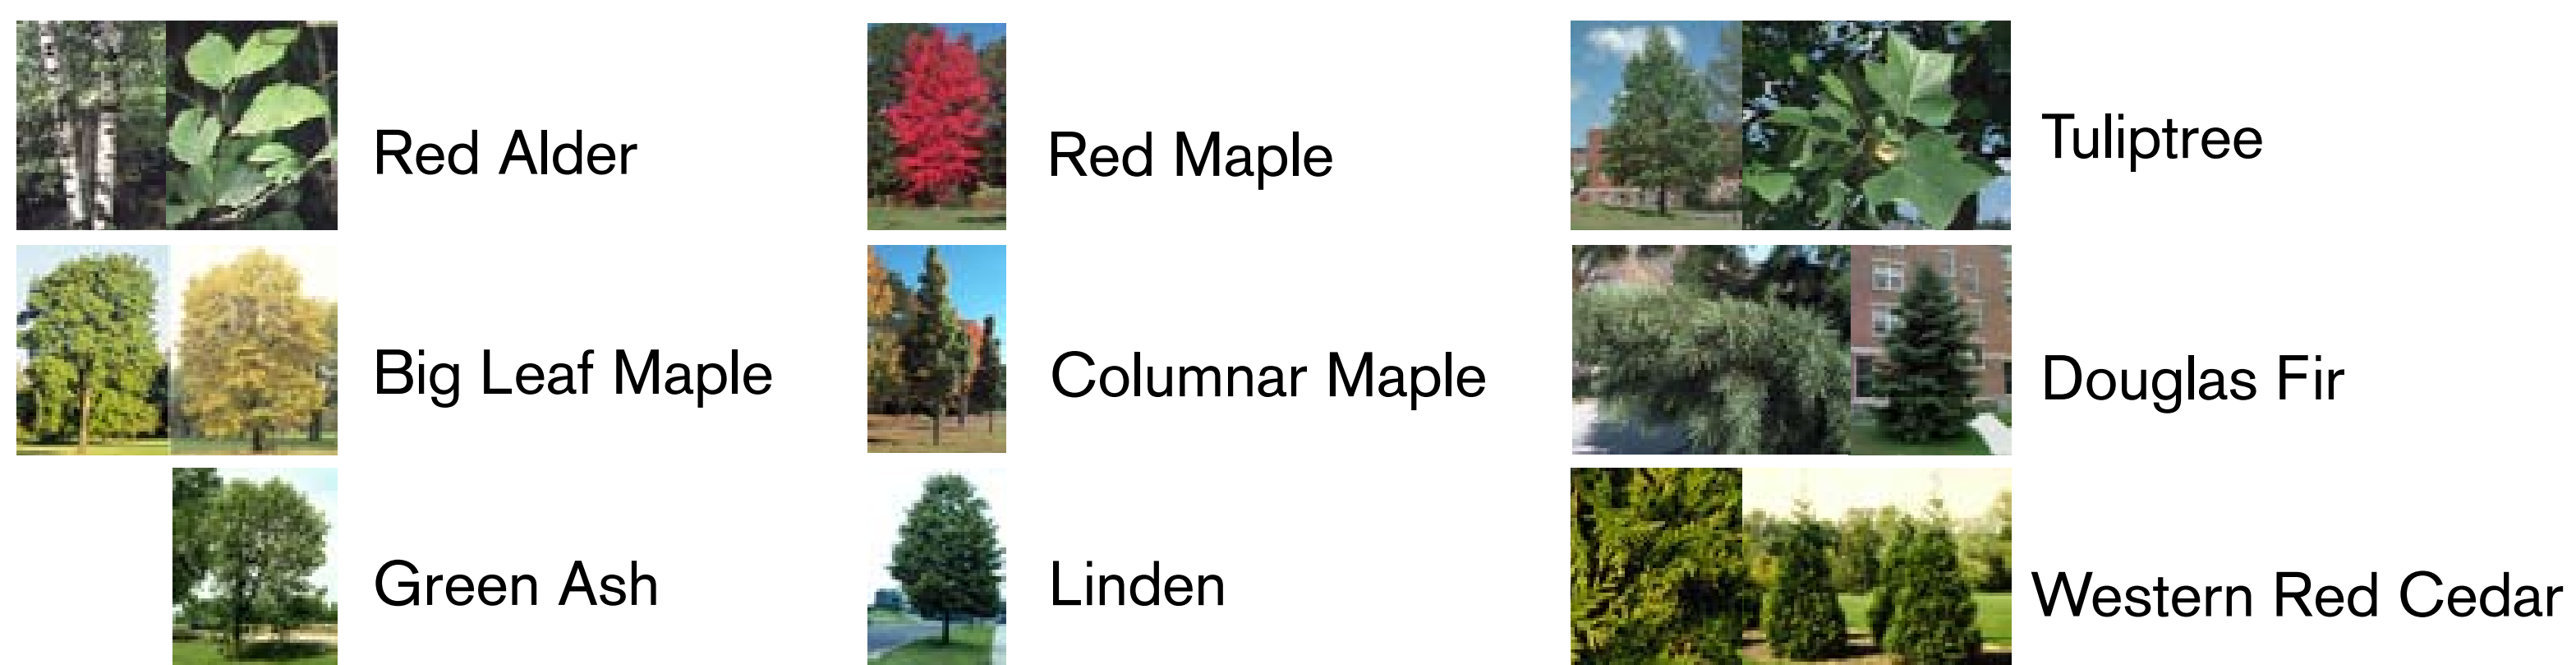 Red Alder
Red Maple
Tuliptree
Big Leaf Maple
Columnar Maple
Douglas Fir
Green Ash
Linden
Western Red Cedar